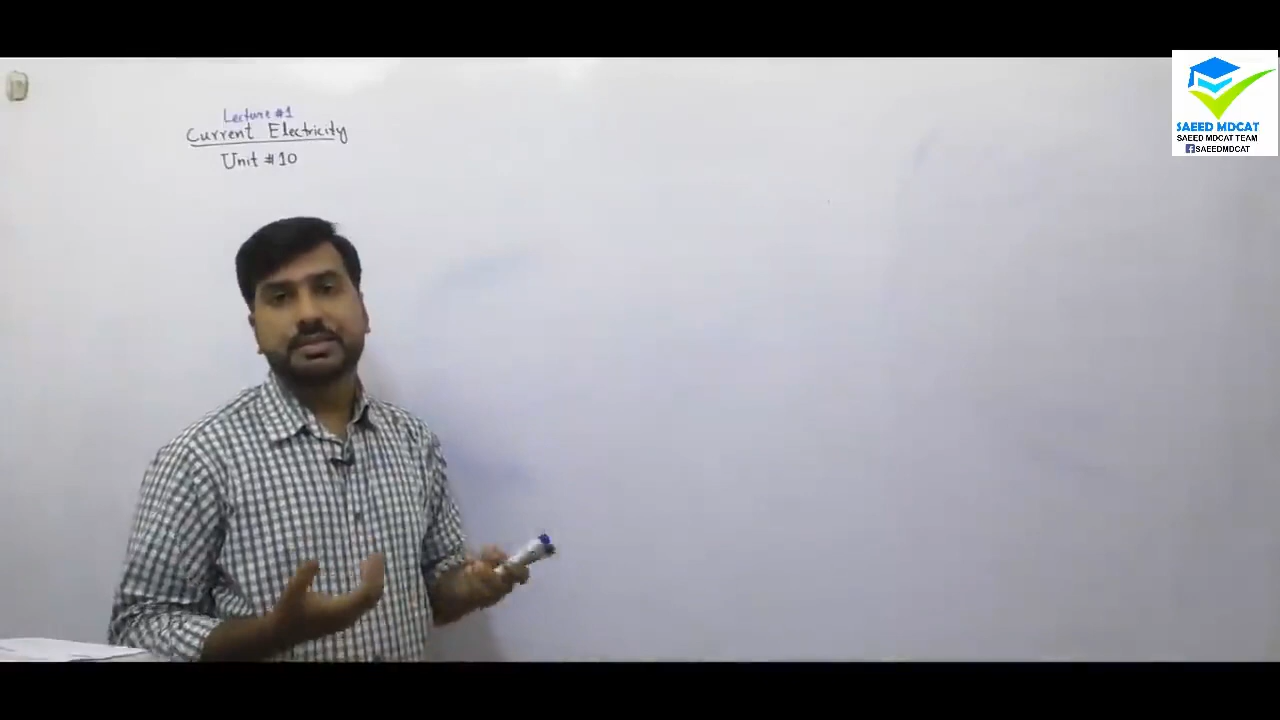 Lecture #1
Current Electricity
Unit #10
SAEED MDCAT
SAEED MDCAT TEAM
SAEEDMDCAT